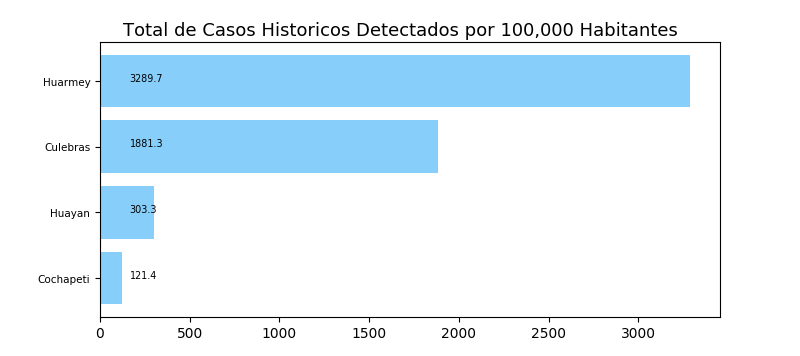 Total de Casos Historicos Detectados por 100,000 Habitantes
Huarmey 3289.7
Culebras 1881.3
Huayan 303.3
Cochapeti 121.4
0 500 1000 1500 2000 2500 3000